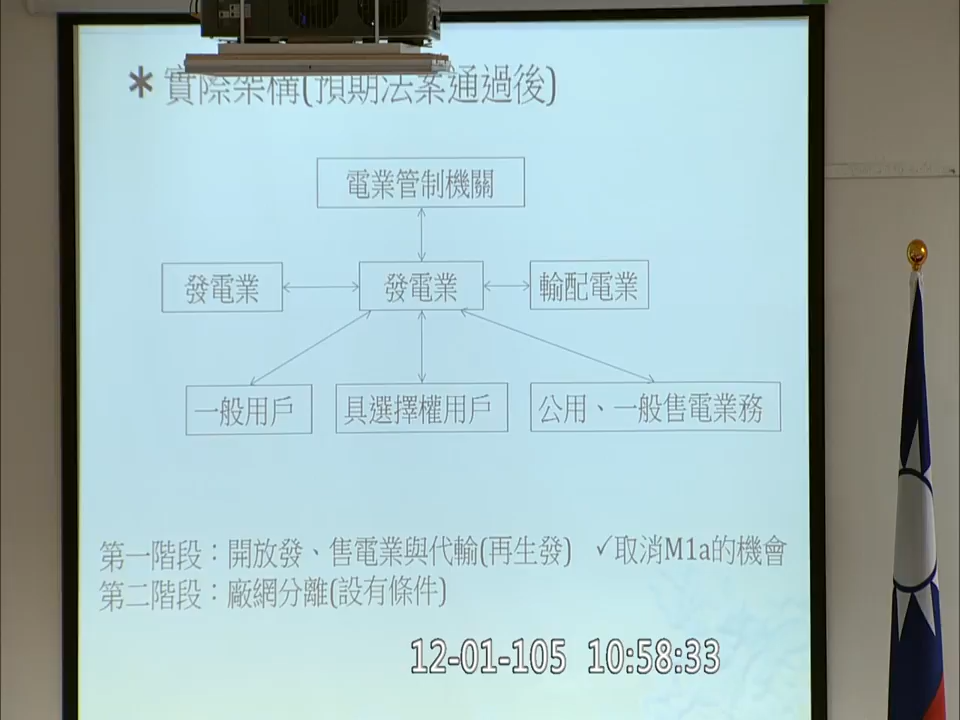 * 實際架構(預期法案通過後)
電業管制機關
發電業 發電業 輸配電業
一般用戶 具選擇權用戶 公用、一般售電業務
第一階段：開放發、售電業與代輸(再生發) ✓取消M1a的機會
第二階段：廠網分離(設有條件)
12-01-105 10:58:33